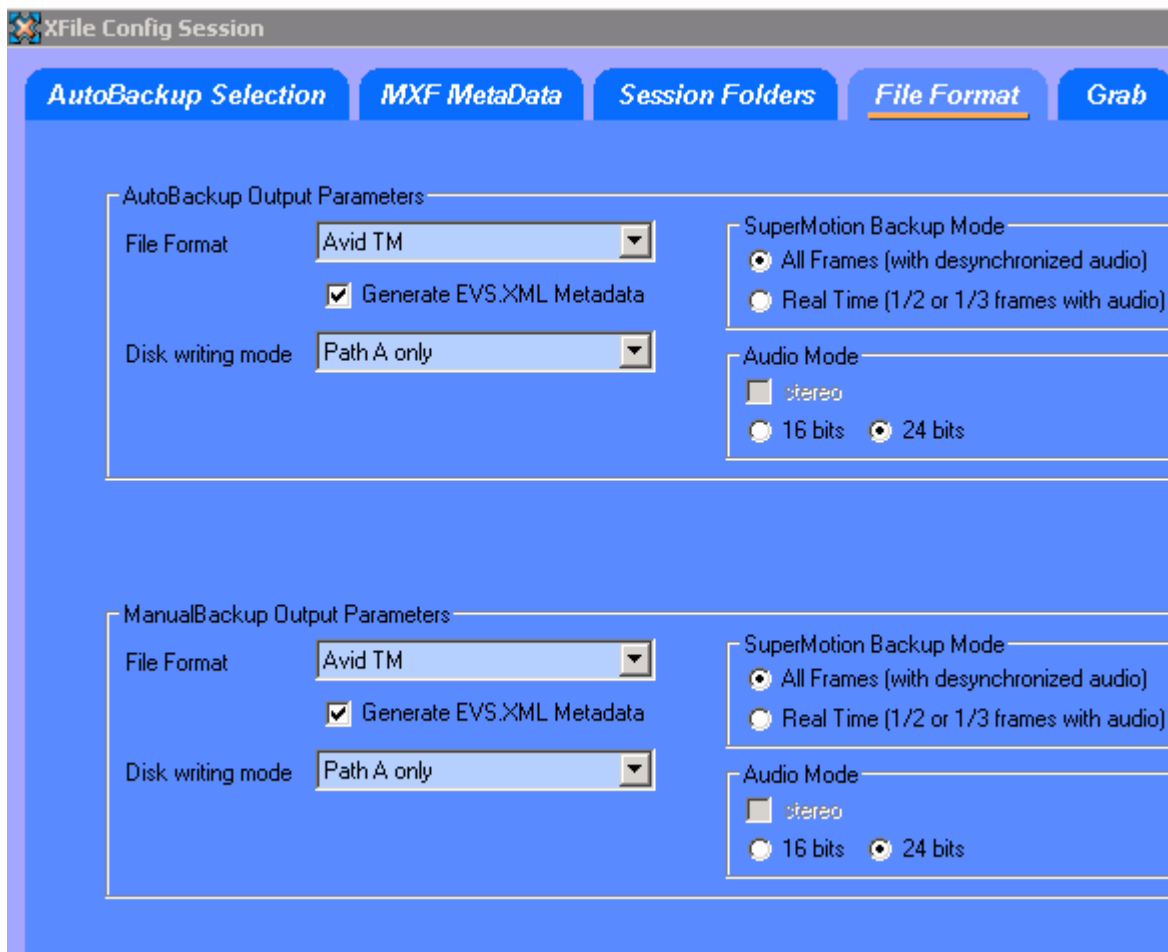 XFile Config Session
AutoBackup Selection MXF MetaData Session Folders File Format Grab
AutoBackup Output Parameters
File Format Avid TM
Generate EVS.XML Metadata
Disk writing mode Path A only
SuperMotion Backup Mode
All Frames (with desynchronized audio)
Real Time (1/2 or 1/3 frames with audio)
Audio Mode
stereo
16 bits 24 bits
ManualBackup Output Parameters
File Format Avid TM
Generate EVS.XML Metadata
Disk writing mode Path A only
SuperMotion Backup Mode
All Frames (with desynchronized audio)
Real Time (1/2 or 1/3 frames with audio)
Audio Mode
stereo
16 bits 24 bits